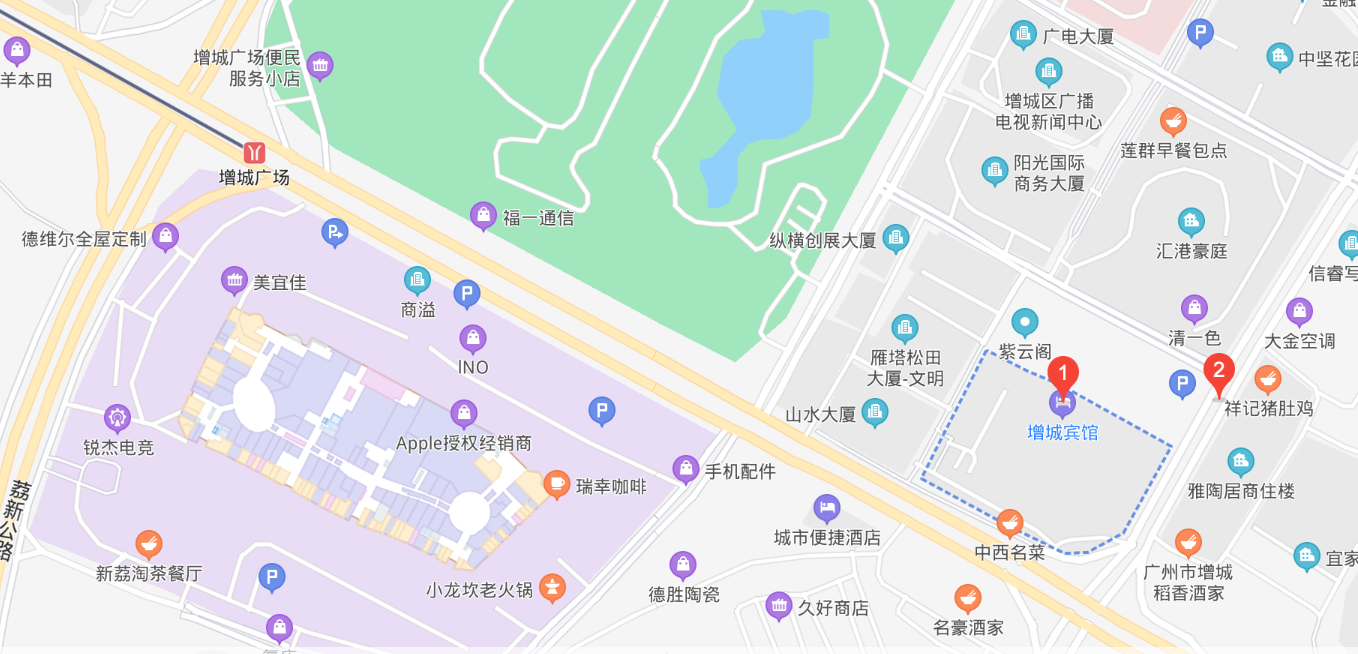 广电大厦
增城广场便民
服务小店
中坚花
羊本田
增城区广播
电视新闻中心
莲群早餐包点
增城广场
阳光国际
商务大厦
福一通信
德维尔全屋定制
纵横创展大厦
汇港豪庭
美宜佳
信睿写
商溢
清一色
大金空调
INO
紫云阁
雁塔松田
大厦-文明
1
2
祥记猪肚鸡
山水大厦
增城宾馆
锐杰电竞
Apple授权经销商
手机配件
瑞幸咖啡
雅陶居商住楼
荔新公路
城市便捷酒店
中西名菜
宜家
新荔淘茶餐厅
广州市增城
稻香酒家
小龙坎老火锅
德胜陶瓷
久好商店
名豪酒家
P
P
P
P
P
P